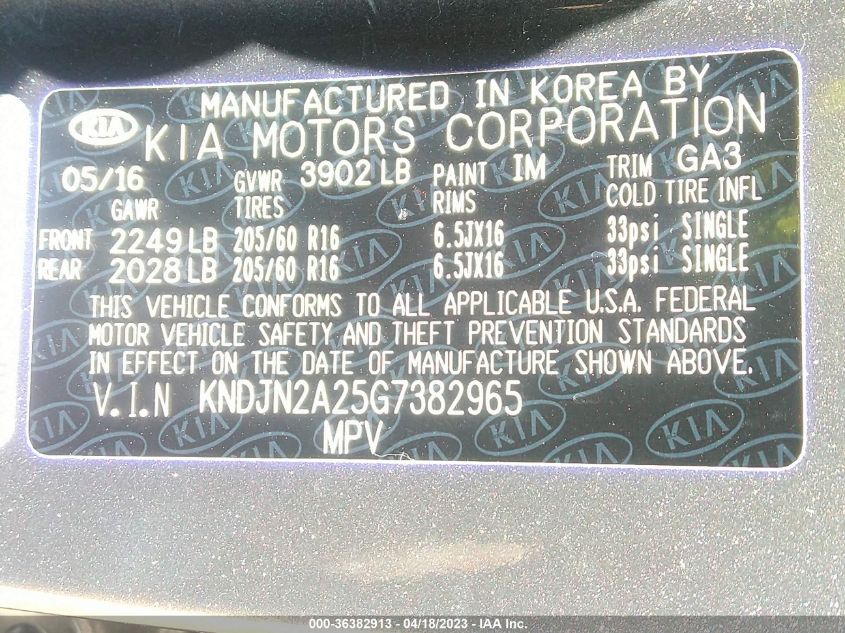 MANUFACTURED IN KOREA BY
KIA KIA MOTORS CORPORATION
05/16 GVWR 3902 LB PAINT IM TRIM GA3
GAWR TIRES RIMS COLD TIRE INFL
FRONT 2249 LB 205/60 R16 6.5JX16 33psi SINGLE
REAR 2028 LB 205/60 R16 6.5JX16 33psi SINGLE
THIS VEHICLE CONFORMS TO ALL APPLICABLE U.S.A. FEDERAL
MOTOR VEHICLE SAFETY AND THEFT PREVENTION STANDARDS
IN EFFECT ON THE DATE OF MANUFACTURE SHOWN ABOVE.
V.I.N KNDJN2A25G7382965
MPV
000-36382913 - 04/18/2023 - IAA Inc.